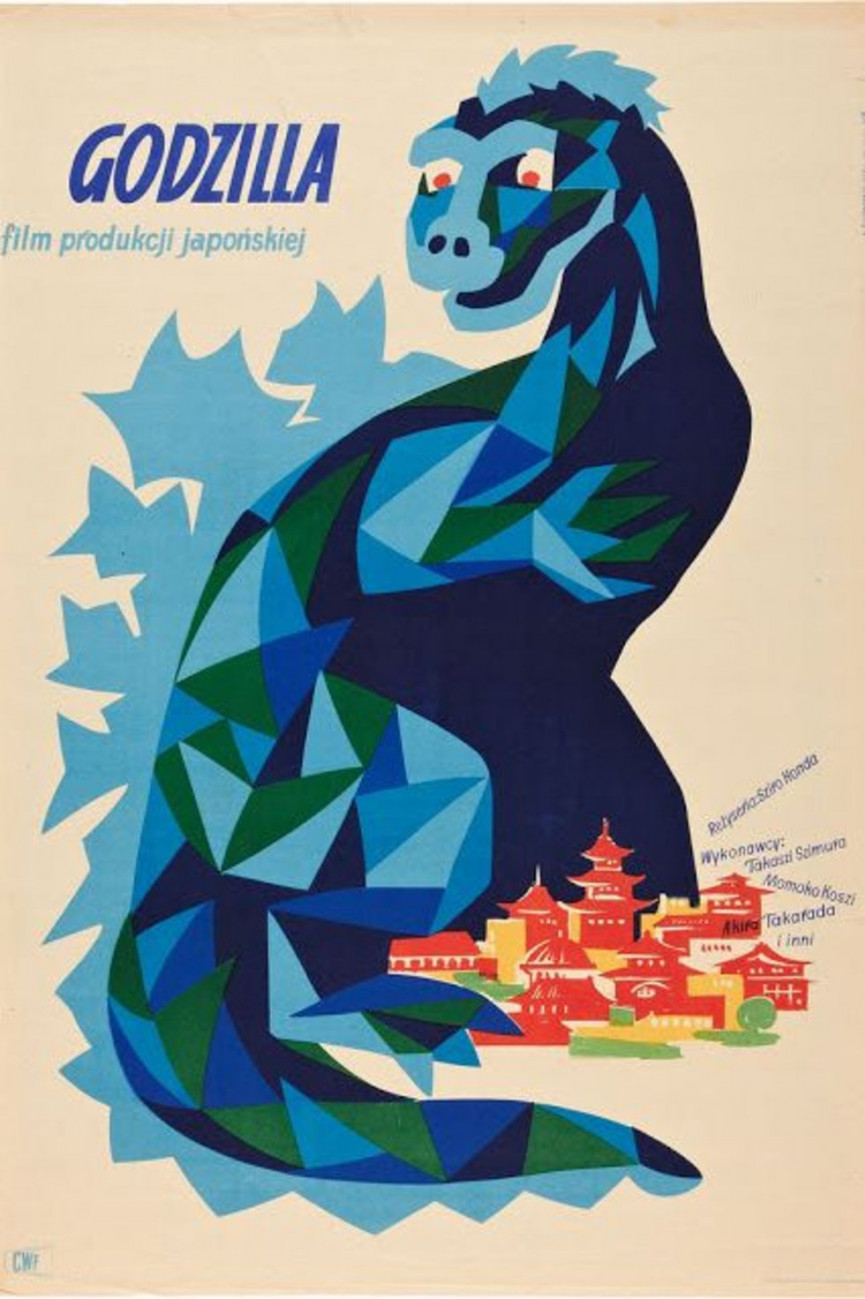 GODZILLA
film produkcji japońskiej
Reżyseria: Sziro Honda
Wykonawcy:
Takaszi Szimura
Momoko Koszi
Akira Takarada
i inni
CWF